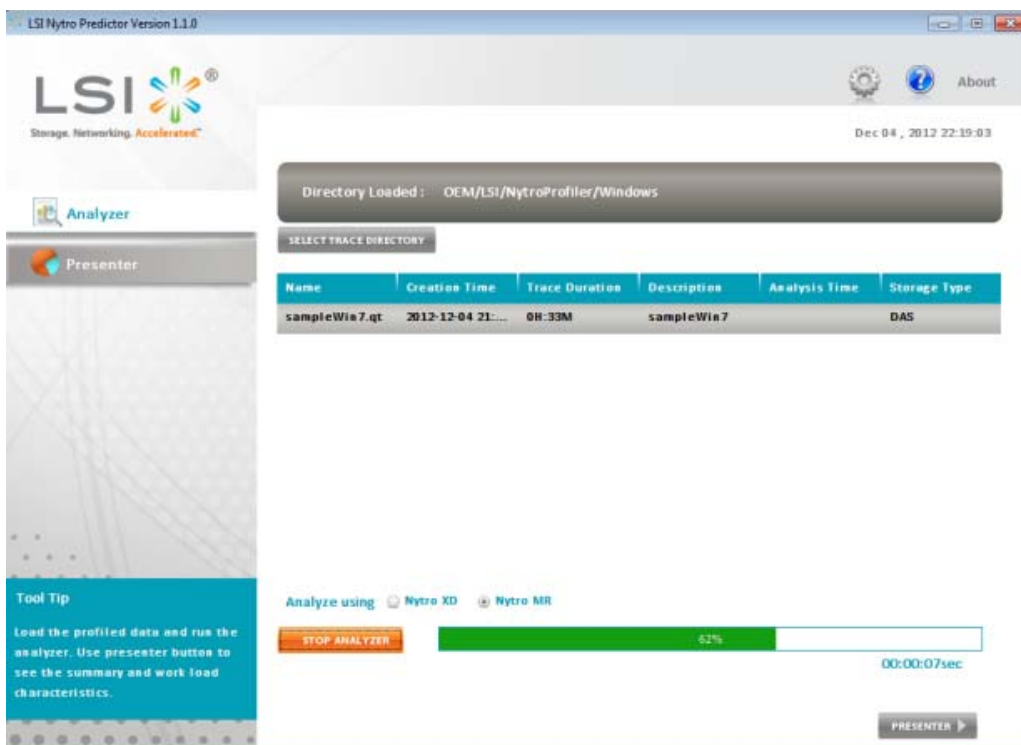 LSI Nytro Predictor Version 1.1.0
LSI®
Storage. Networking. Accelerated.™
About
Dec 04 , 2012 22:19:03
Analyzer
Presenter
Directory Loaded : OEM/LSI/NytroProfiler/Windows
SELECT TRACE DIRECTORY
Name Creation Time Trace Duration Description Analysis Time Storage Type
sampleWin7.qt 2012-12-04 21:... 0H:33M sampleWin7 DAS
Tool Tip
Load the profiled data and run the
analyzer. Use presenter button to
see the summary and work load
characteristics.
Analyze using Nytro XD Nytro MR
STOP ANALYZER 62%
00:00:07sec
PRESENTER